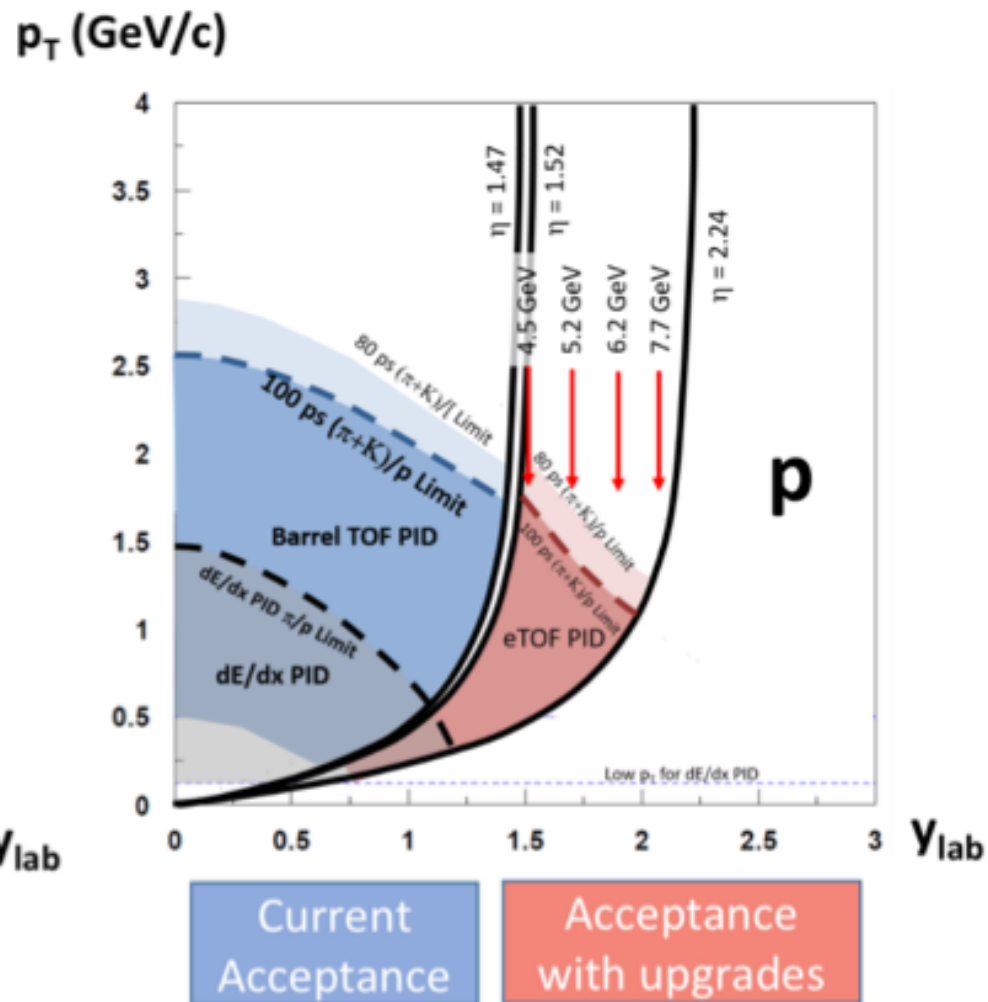 p_T (GeV/c)
4
3.5
3
2.5
2
1.5
1
0.5
0
η = 1.47
η = 1.52
η = 2.24
4.5 GeV
5.2 GeV
6.2 GeV
7.7 GeV
80 ps (π+K)/[ Limit
100 ps (π+K)/p Limit
Barrel TOF PID
dE/dx PID π/p Limit
dE/dx PID
80 ps (π+K)/p Limit
100 ps (π+K)/p Limit
eTOF PID
p
Low p_T for dE/dx PID
0 0.5 1 1.5 2 2.5 3
y_lab
y_lab
Current
Acceptance
Acceptance
with upgrades